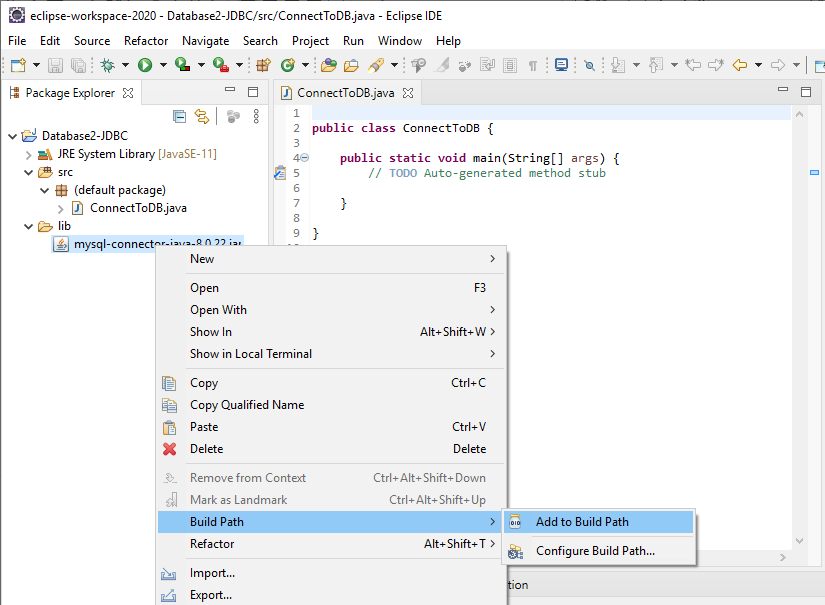 eclipse-workspace-2020 - Database2-JDBC/src/ConnectToDB.java - Eclipse IDE
File Edit Source Refactor Navigate Search Project Run Window Help
Package Explorer
ConnectToDB.java
Database2-JDBC
JRE System Library [JavaSE-11]
src
(default package)
ConnectToDB.java
lib
mysql-connector-java-8.0.22.jar
1
2 public class ConnectToDB {
3
4 public static void main(String[] args) {
5 // TODO Auto-generated method stub
6
7 }
8
9 }
New
Open F3
Open With
Show In Alt+Shift+W
Show in Local Terminal
Copy Ctrl+C
Copy Qualified Name
Paste Ctrl+V
Delete Delete
Remove from Context Ctrl+Alt+Shift+Down
Mark as Landmark Ctrl+Alt+Shift+Up
Build Path
Refactor Alt+Shift+T
Import...
Export...
Add to Build Path
Configure Build Path...